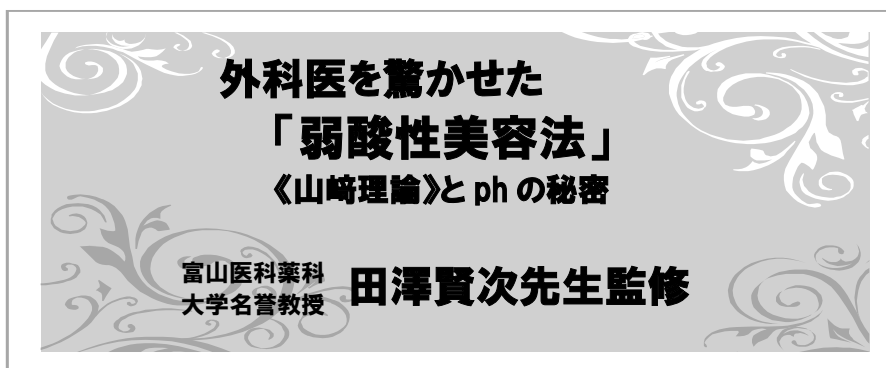 外科医を驚かせた
「弱酸性美容法」
《山﨑理論》と ph の秘密
富山医科薬科
大学名誉教授
田澤賢次先生監修